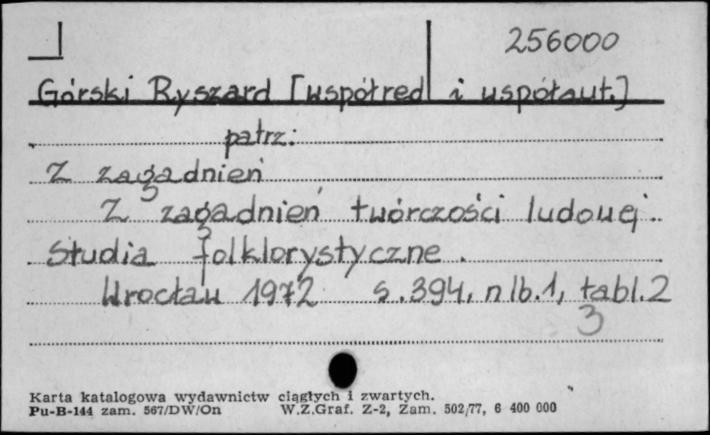 256000
Górski Ryszard [współred i współaut.]
patrz:
Z zagadnień
Z zagadnień twórczości ludowej.
Studia folklorystyczne.
Wrocław 1972 s. 394, nlb. 1, tabl. 2
3
Karta katalogowa wydawnictw ciągłych i zwartych.
Pu-B-144 zam. 567/DW/On W.Z.Graf. Z-2, Zam. 502/77, 6 400 000